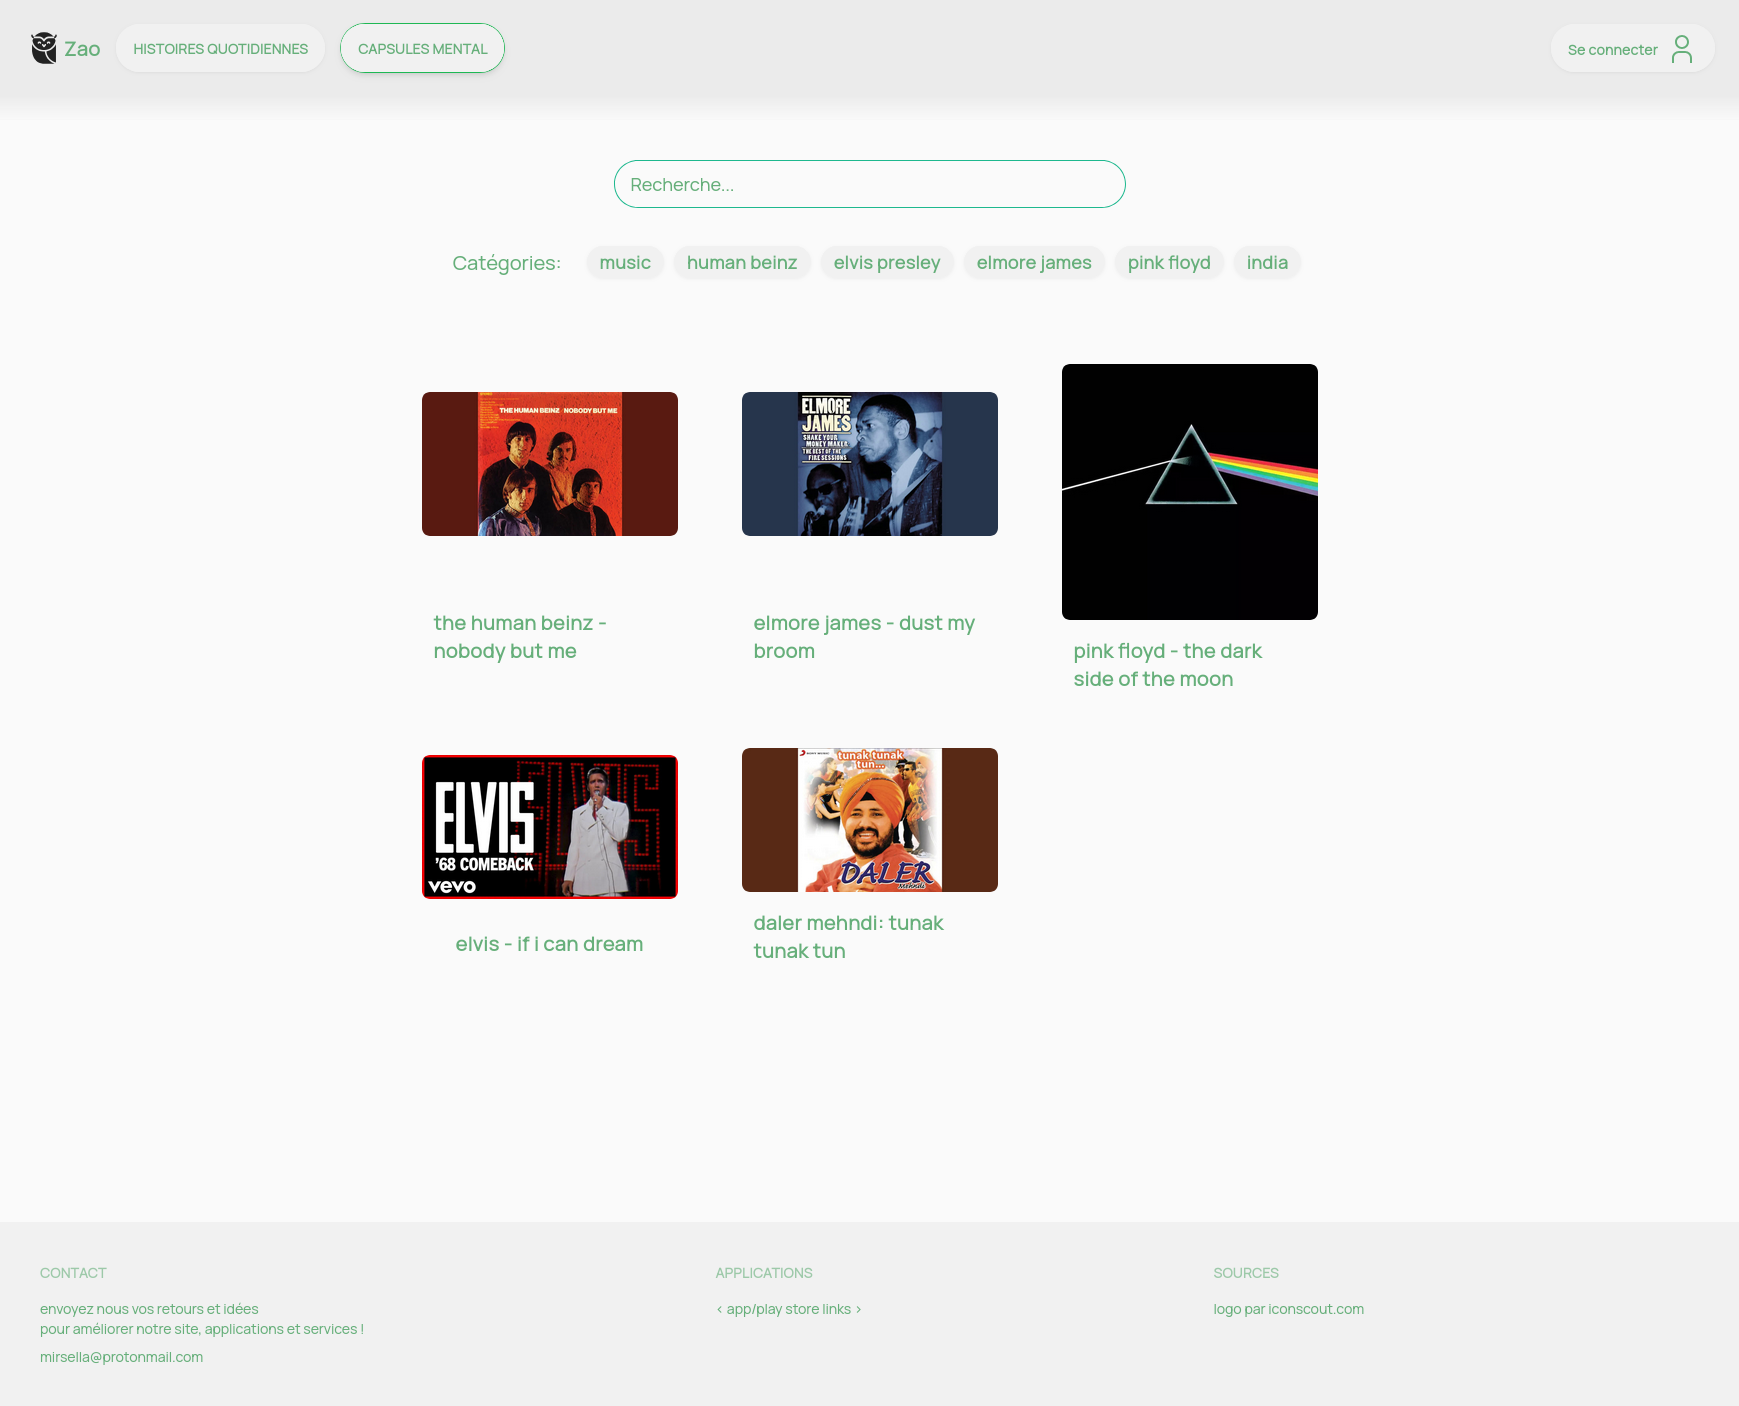 Zao
HISTOIRES QUOTIDIENNES
CAPSULES MENTAL
Se connecter
Recherche...
Catégories:
music
human beinz
elvis presley
elmore james
pink floyd
india
THE HUMAN BEINZ NOBODY BUT ME
ELMORE
JAMES
SHAKE YOUR
MONEY MAKER
THE BEST OF THE
FIRE SESSIONS
the human beinz -
nobody but me
elmore james - dust my
broom
pink floyd - the dark
side of the moon
ELVIS
'68 COMEBACK
vevo
tunak tunak
tun...
DALER
Mehndi
elvis - if i can dream
daler mehndi: tunak
tunak tun
CONTACT
envoyez nous vos retours et idées
pour améliorer notre site, applications et services !
mirsella@protonmail.com
APPLICATIONS
< app/play store links >
SOURCES
logo par iconscout.com